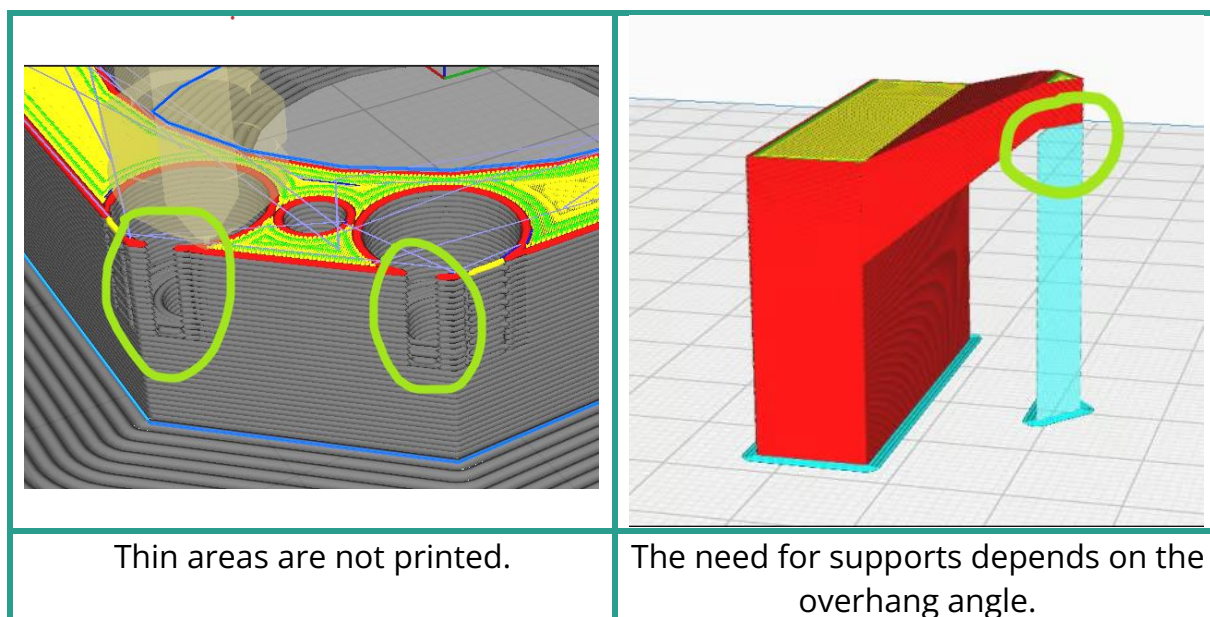 Thin areas are not printed.
The need for supports depends on the
overhang angle.